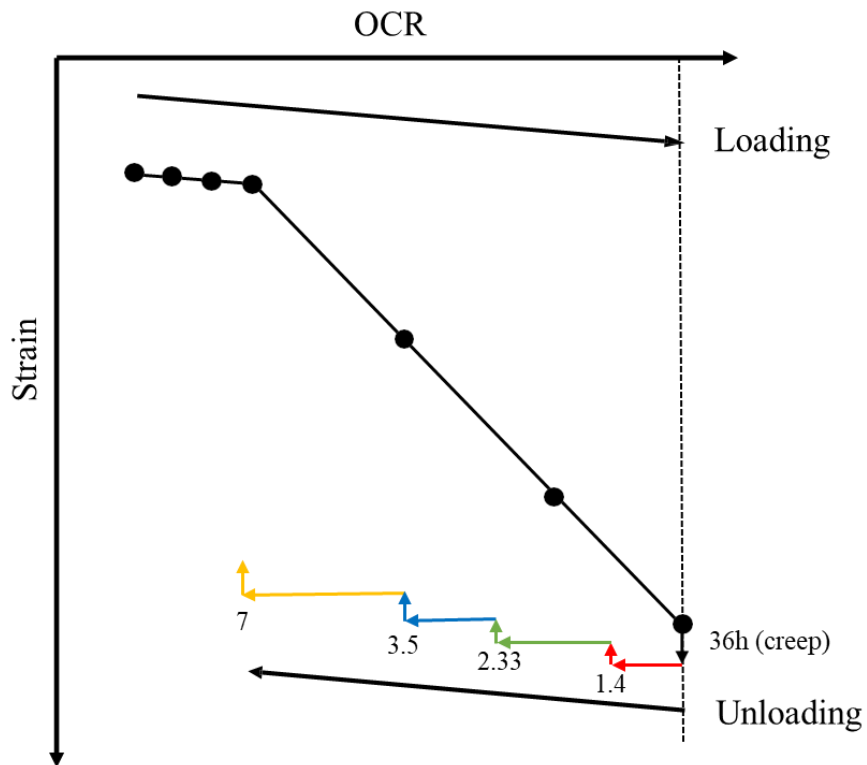 OCR
Loading
Strain
7
3.5
2.33
1.4
36h (creep)
Unloading